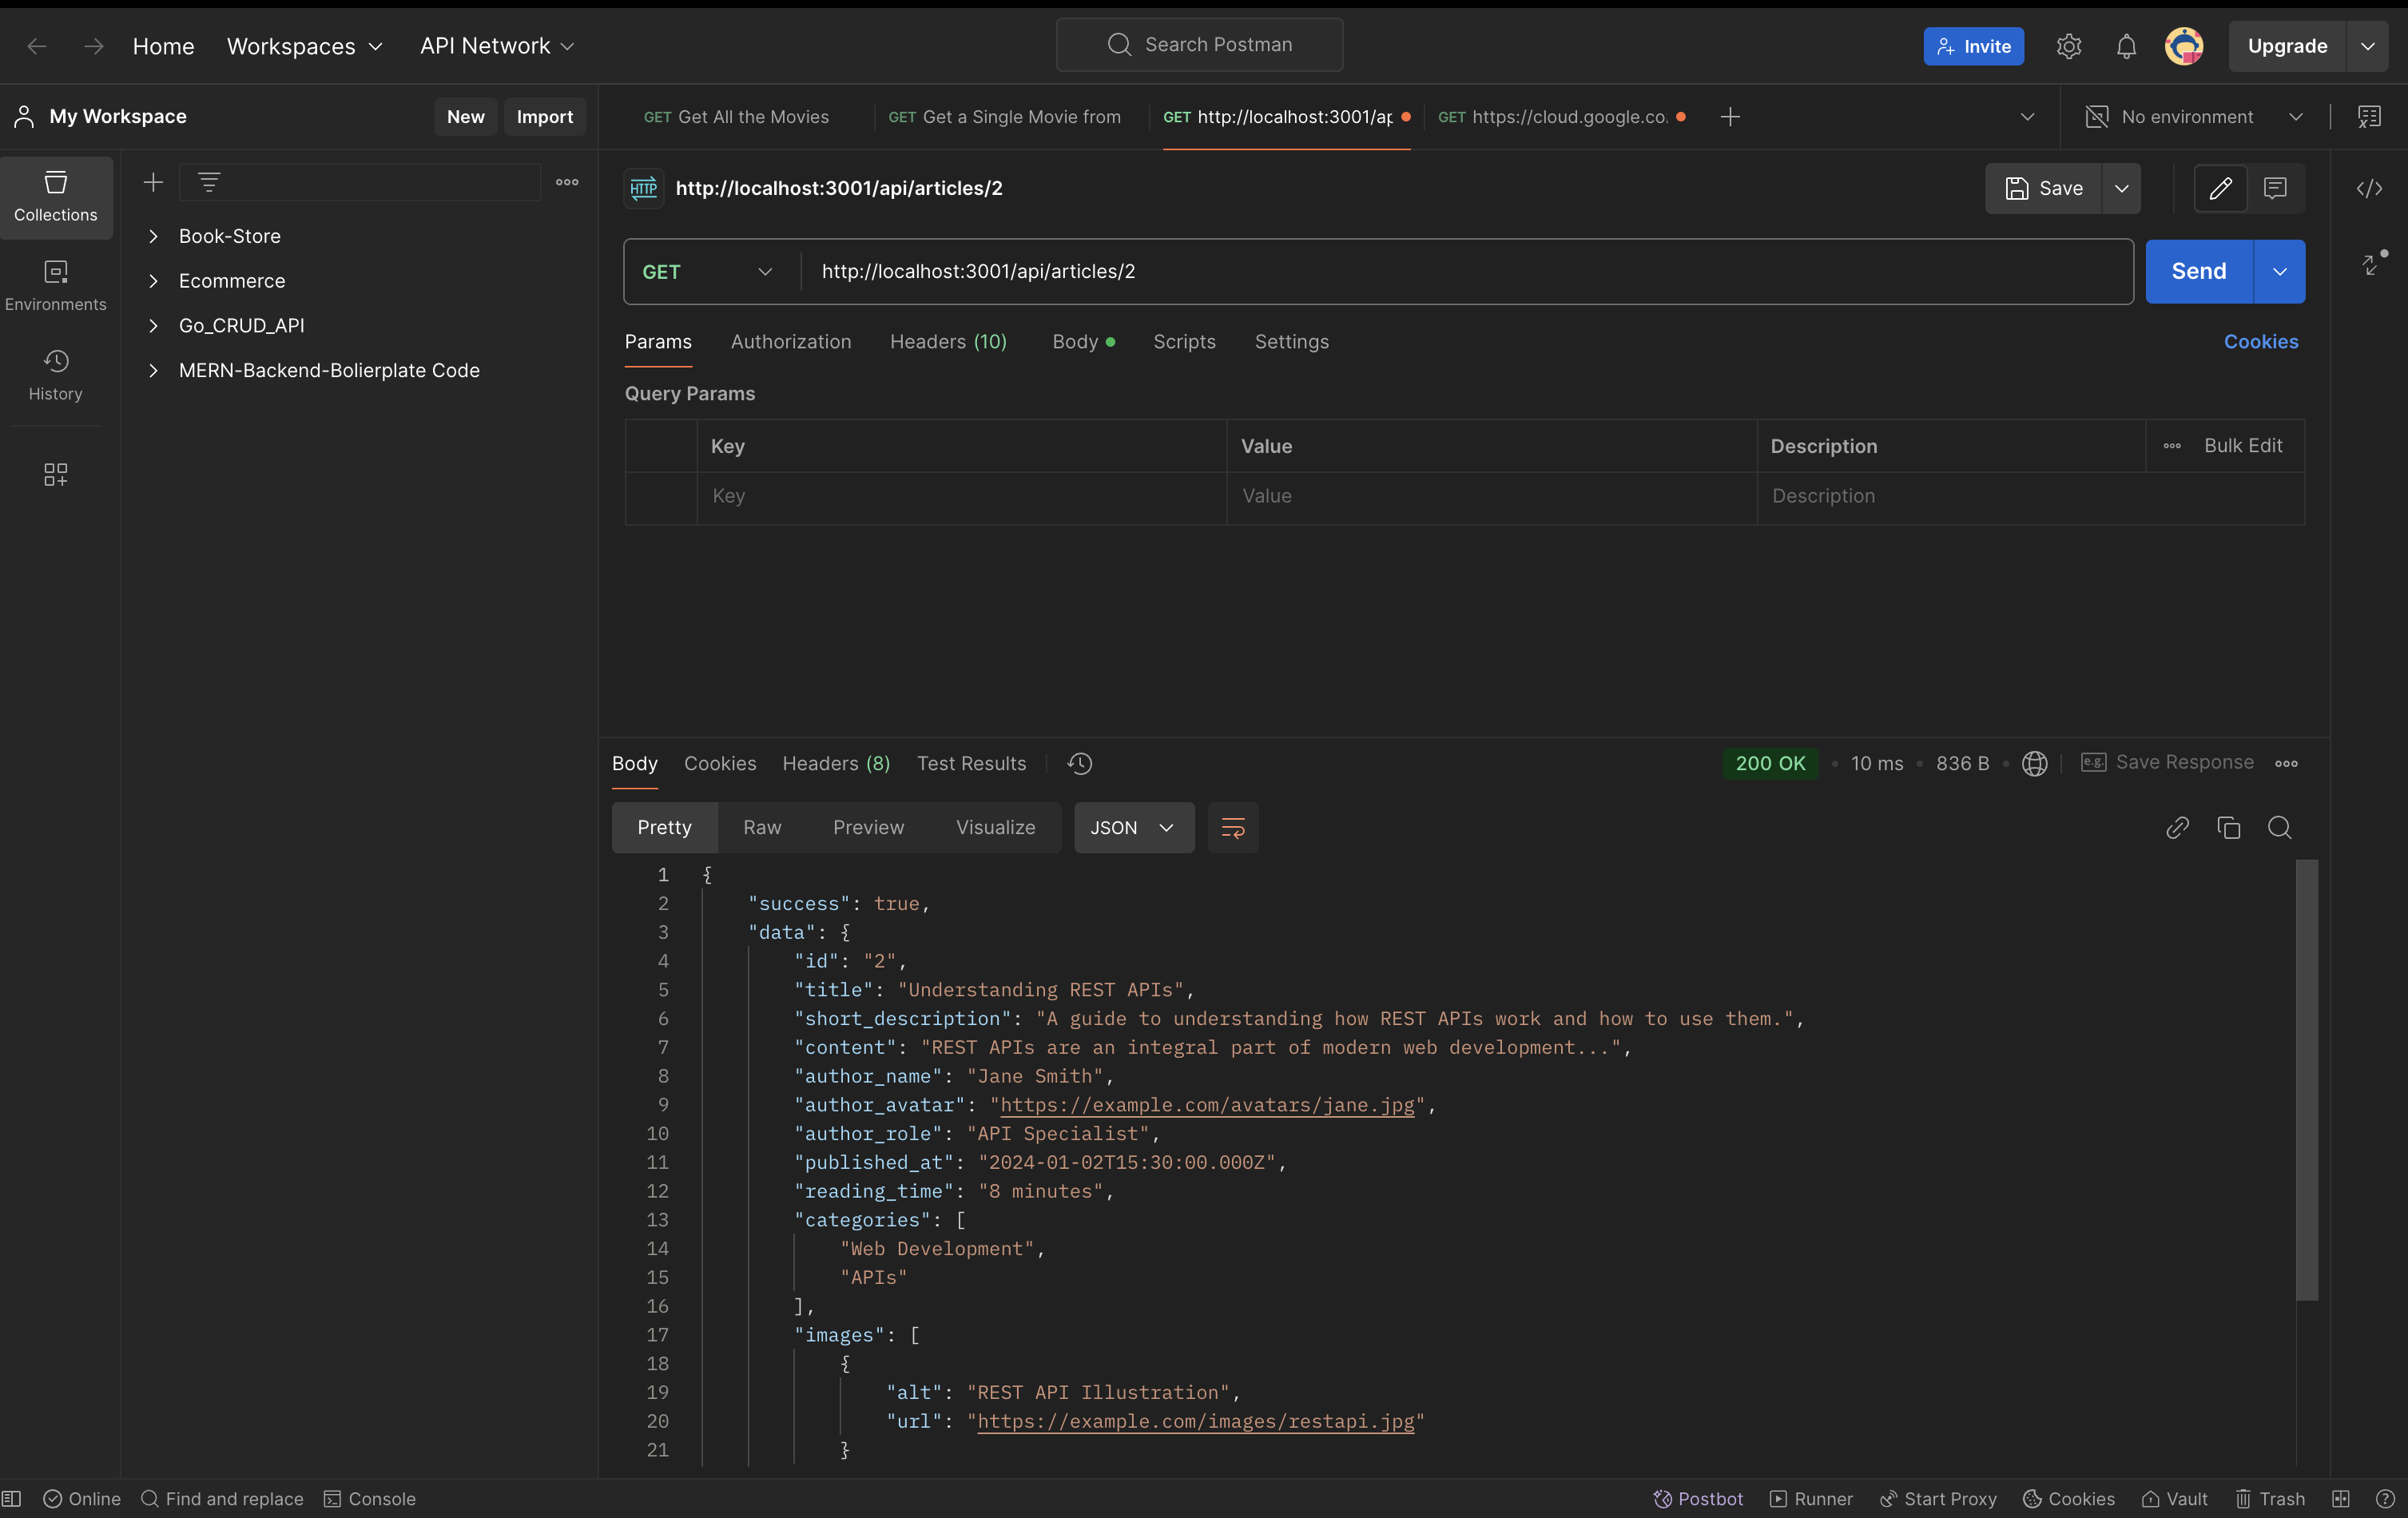 Home Workspaces API Network Search Postman Invite Upgrade
My Workspace New Import GET Get All the Movies GET Get a Single Movie from GET http://localhost:3001/ap GET https://cloud.google.co. No environment
Collections
Environments
History
Book-Store
Ecommerce
Go_CRUD_API
MERN-Backend-Bolierplate Code
HTTP http://localhost:3001/api/articles/2 Save
GET http://localhost:3001/api/articles/2 Send
Params Authorization Headers (10) Body Scripts Settings Cookies
Query Params
Key Value Description Bulk Edit
Key Value Description
Body Cookies Headers (8) Test Results 200 OK 10 ms 836 B e.g. Save Response
Pretty Raw Preview Visualize JSON
1 {
2 "success": true,
3 "data": {
4 "id": "2",
5 "title": "Understanding REST APIs",
6 "short_description": "A guide to understanding how REST APIs work and how to use them.",
7 "content": "REST APIs are an integral part of modern web development...",
8 "author_name": "Jane Smith",
9 "author_avatar": "https://example.com/avatars/jane.jpg",
10 "author_role": "API Specialist",
11 "published_at": "2024-01-02T15:30:00.000Z",
12 "reading_time": "8 minutes",
13 "categories": [
14 "Web Development",
15 "APIs"
16 ],
17 "images": [
18 {
19 "alt": "REST API Illustration",
20 "url": "https://example.com/images/restapi.jpg"
21 }
Online Find and replace Console Postbot Runner Start Proxy Cookies Vault Trash